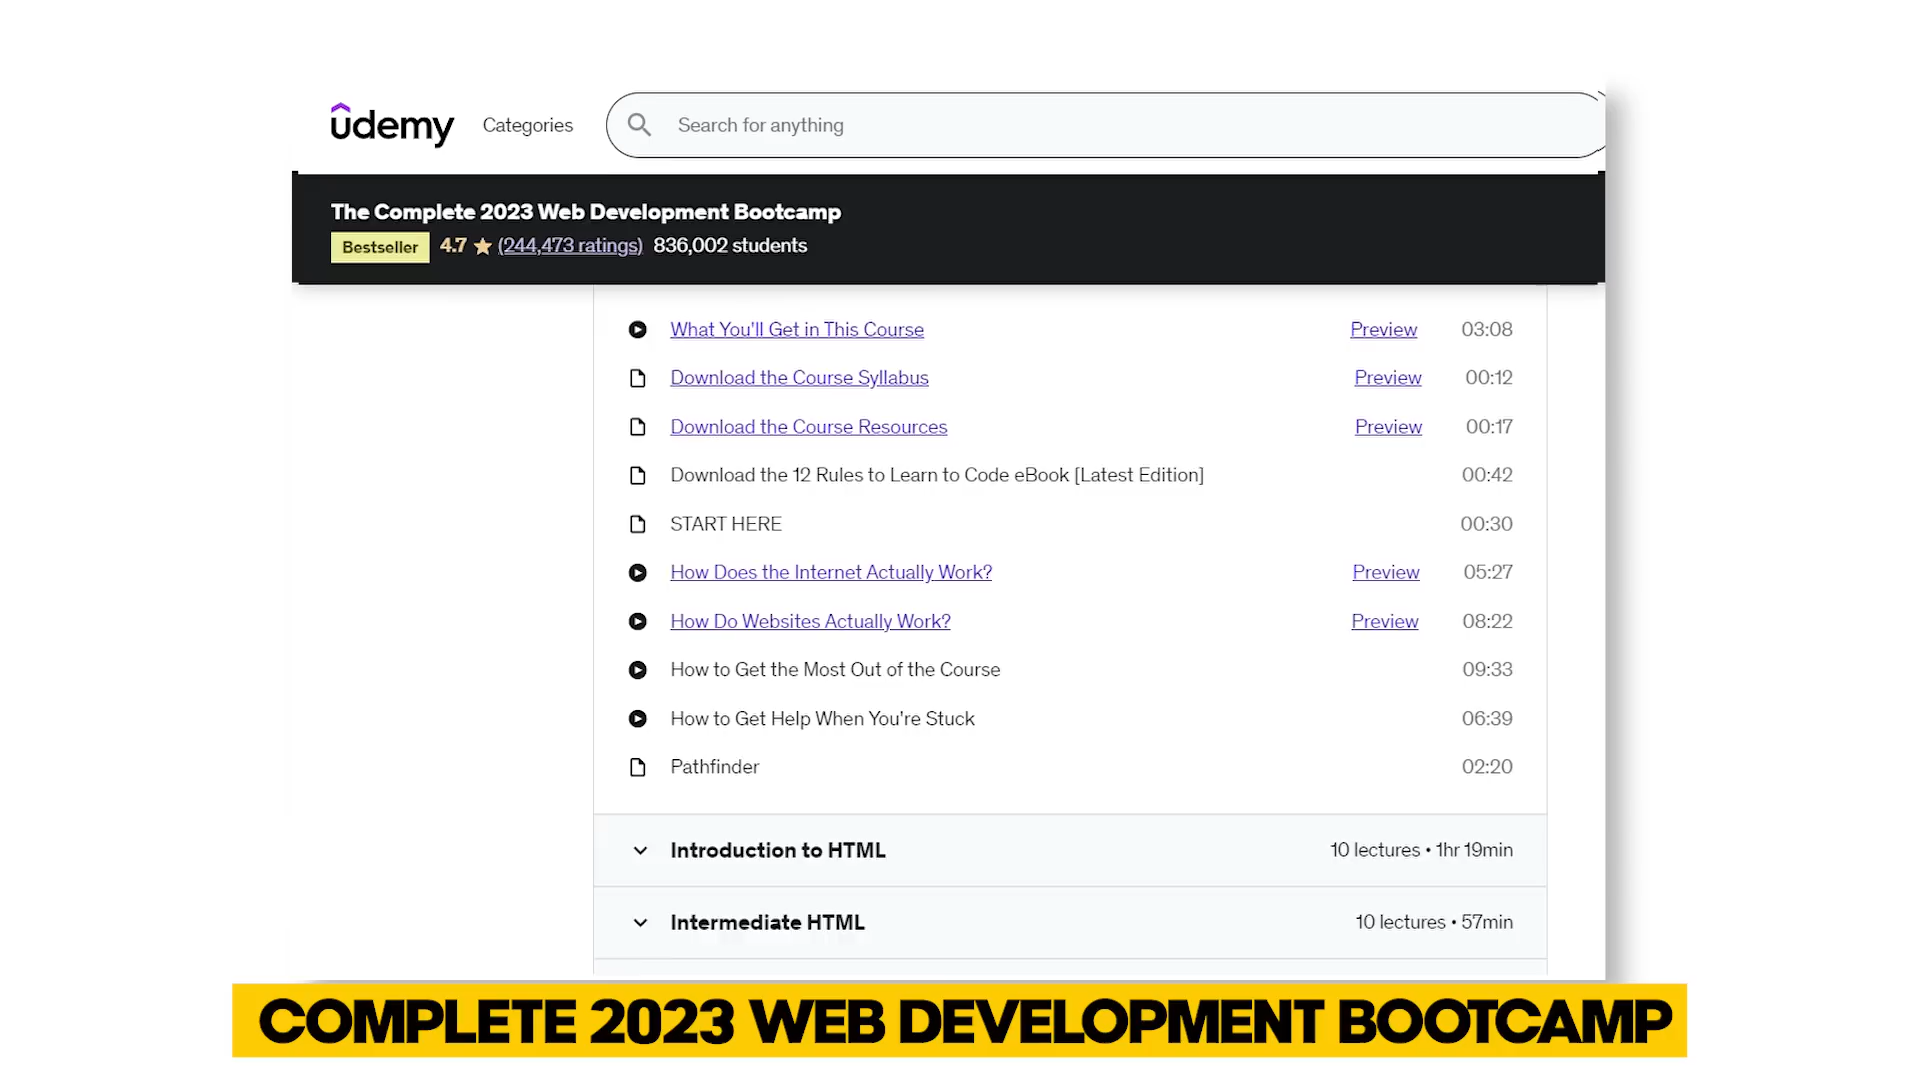 udemy Categories Search for anything
The Complete 2023 Web Development Bootcamp
Bestseller 4.7 (244,473 ratings) 836,002 students
What You'll Get in This Course Preview 03:08
Download the Course Syllabus Preview 00:12
Download the Course Resources Preview 00:17
Download the 12 Rules to Learn to Code eBook [Latest Edition] 00:42
START HERE 00:30
How Does the Internet Actually Work? Preview 05:27
How Do Websites Actually Work? Preview 08:22
How to Get the Most Out of the Course 09:33
How to Get Help When You're Stuck 06:39
Pathfinder 02:20
Introduction to HTML 10 lectures • 1hr 19min
Intermediate HTML 10 lectures • 57min
COMPLETE 2023 WEB DEVELOPMENT BOOTCAMP